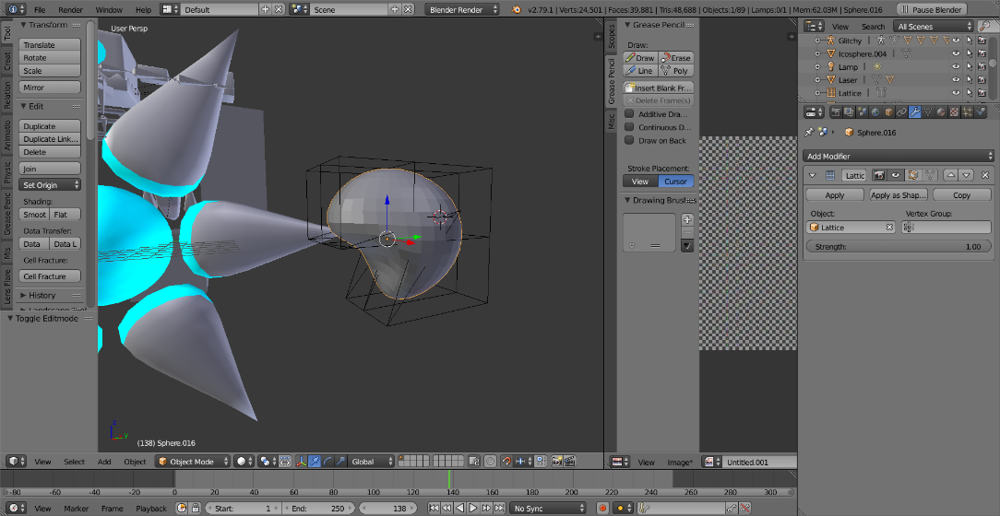 File Render Window Help Default Scene Blender Render v2.79.1 | Verts:24,501 | Faces:39,881 | Tris:48,688 | Objects:1/89 | Lamps:0/1 | Mem:62.03M | Sphere.016 Pause Blender
Transform
Translate
Rotate
Scale
Mirror
Edit
Duplicate
Duplicate Link...
Delete
Join
Set Origin
Shading:
Smoot Flat
Data Transfer:
Data Data L
Cell Fracture:
Cell Fracture
History
Toggle Editmode
Tool
Creat
Relation
Animatio
Physic
Grease Penc
Mis
Lens Flare
User Persp
z
y
(138) Sphere.016
View Select Add Object Object Mode Global
Scopes
Grease Pencil
Misc
Grease Pencil
Draw:
Draw Erase
Line Poly
Insert Blank Fr...
Delete Frame(s)
Additive Dra...
Continuous D...
Draw on Back
Stroke Placement:
View Cursor
Drawing Brush
View Image* Untitled.001
View Search All Scenes
Glitchy
Icosphere.004
Lamp
Laser
Lattice
Sphere.016
Add Modifier
Lattic
Apply Apply as Shap... Copy
Object: Vertex Group:
Lattice
Strength: 1.00
-80 -60 -40 -20 0 20 40 60 80 100 120 140 160 180 200 220 240 260 280 300
View Marker Frame Playback Start: 1 End: 250 138 No Sync